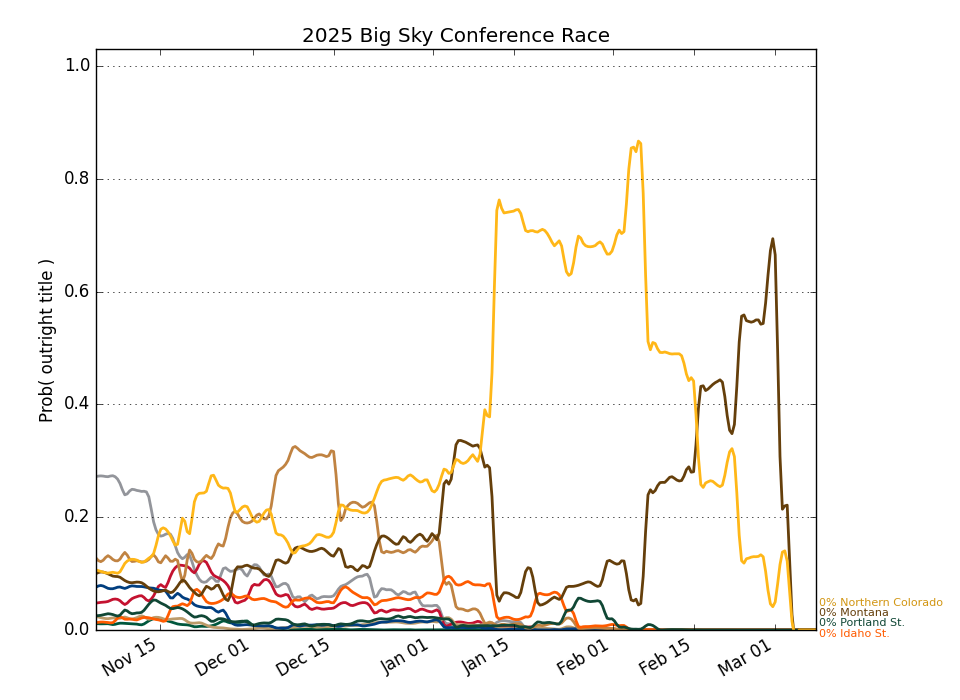 2025 Big Sky Conference Race
Prob( outright title )
1.0
0.8
0.6
0.4
0.2
0.0
Nov 15
Dec 01
Dec 15
Jan 01
Jan 15
Feb 01
Feb 15
Mar 01
0% Northern Colorado
0% Montana
0% Portland St.
0% Idaho St.